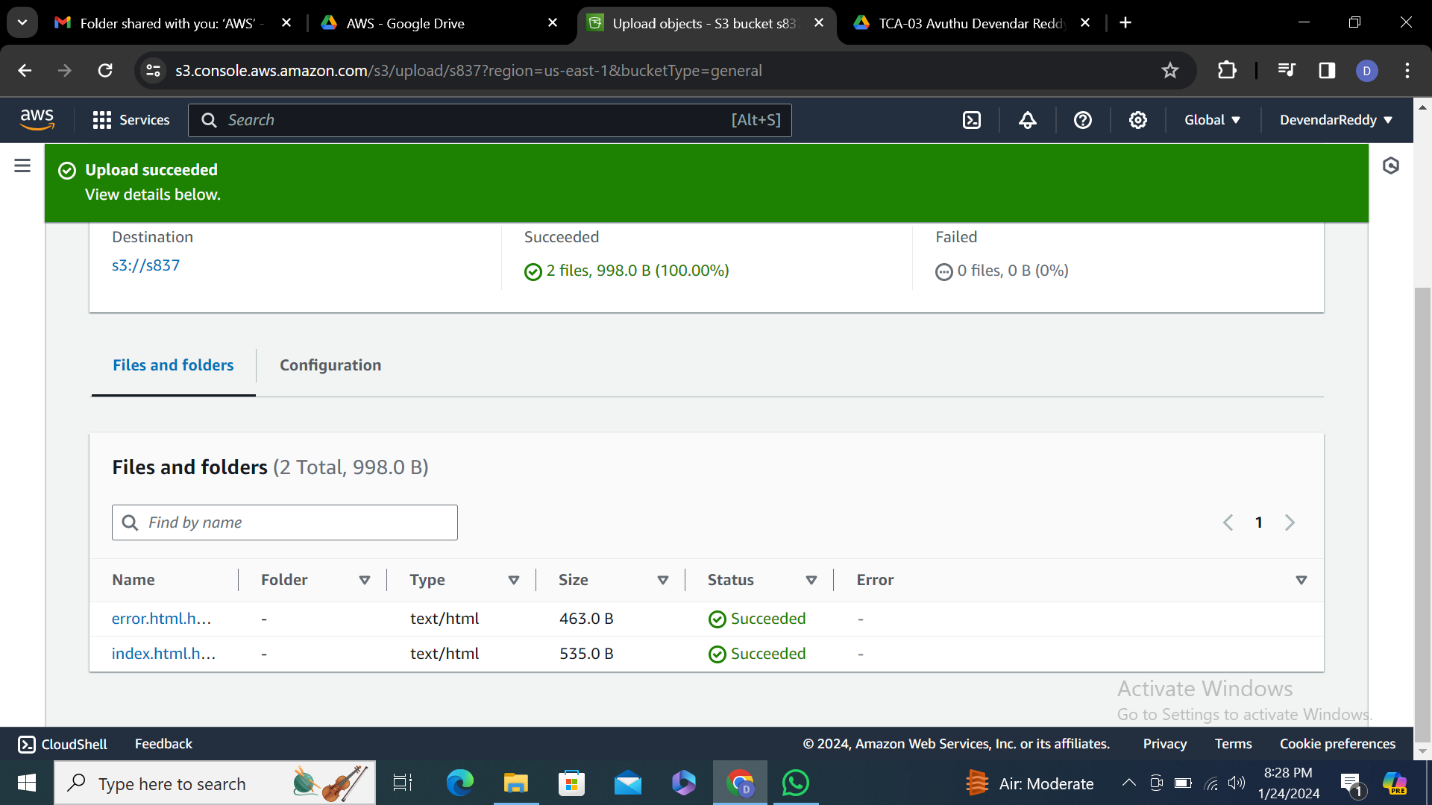 Folder shared with you: 'AWS' -
AWS - Google Drive
Upload objects - S3 bucket s83
TCA-03 Avuthu Devendar Reddy
s3.console.aws.amazon.com/s3/upload/s837?region=us-east-1&bucketType=general
D
aws
Services
Search
[Alt+S]
Global
DevendarReddy
Upload succeeded
View details below.
Destination
Succeeded
Failed
s3://s837
2 files, 998.0 B (100.00%)
0 files, 0 B (0%)
Files and folders
Configuration
Files and folders (2 Total, 998.0 B)
Find by name
1
Name
Folder
Type
Size
Status
Error
error.html.h...
-
text/html
463.0 B
Succeeded
-
index.html.h...
-
text/html
535.0 B
Succeeded
-
Activate Windows
Go to Settings to activate Windows.
CloudShell
Feedback
© 2024, Amazon Web Services, Inc. or its affiliates.
Privacy
Terms
Cookie preferences
Type here to search
D
Air: Moderate
8:28 PM
1/24/2024
1
PRE